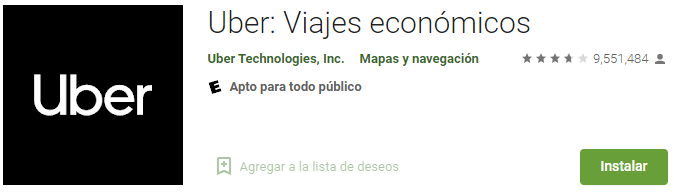 Uber
Uber: Viajes económicos
Uber Technologies, Inc. Mapas y navegación 9,551,484
E Apto para todo público
Agregar a la lista de deseos
Instalar